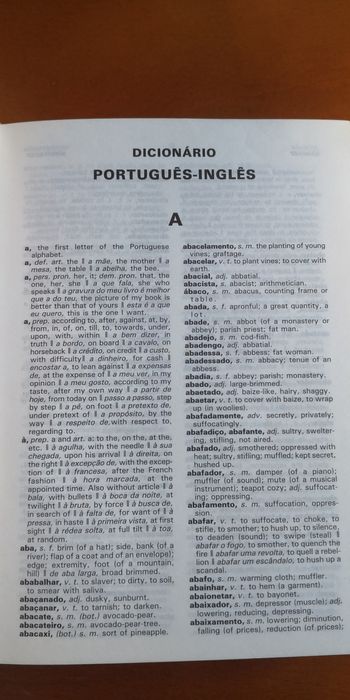 DICIONÁRIO
PORTUGUÊS-INGLÊS
A
a, the first letter of the Portuguese
alphabet.
a, def. art. the ‖ a mãe, the mother ‖ a
mesa, the table ‖ a abelha, the bee.
a, pers. pron. her, it; dem. pron. that, the
one, her, she ‖ a que fala, she who
speaks ‖ a gravura do meu livro é melhor
que a do teu, the picture of my book is
better than that of yours ‖ esta é a que
eu quero, this is the one I want.
a, prep. according to, after, against, at, by,
from, in, of, on, till, to, towards, under,
upon, with, within ‖ a bem dizer, in
truth ‖ a bordo, on board ‖ a cavalo, on
horseback ‖ a crédito, on credit ‖ a custo,
with difficulty ‖ a dinheiro, for cash ‖
encostar a, to lean against ‖ a expensas
de, at the expense of ‖ a meu ver, in my
opinion ‖ a meu gosto, according to my
taste, after my own way ‖ a partir de
hoje, from today on ‖ passo a passo, step
by step ‖ a pé, on foot ‖ a pretexto de,
under pretext of ‖ a propósito, by the
way ‖ a respeito de, with respect to,
regarding to.
à, prep. a and art. a: to the, on the, at the,
etc. ‖ à agulha, with the needle ‖ à sua
chegada, upon his arrival ‖ à direita, on
the right ‖ à excepção de, with the excep-
tion of ‖ à francesa, after the French
fashion ‖ à hora marcada, at the
appointed time. Also without article ‖ à
bala, with bullets ‖ à boca da noite, at
twilight ‖ à bruta, by force ‖ à busca de,
in search of ‖ à falta de, for want of ‖ à
pressa, in haste ‖ à primeira vista, at first
sight ‖ à rédea solta, at full tilt ‖ à toa,
at random.
aba, s. f. brim (of a hat); side, bank (of a
river); flap (of a coat and of an envelope);
edge; extremity, foot (of a mountain,
hill) ‖ de aba larga, broad brimmed.
ababalhar, v. t. to slaver; to dirty, to soil,
to smear with saliva.
abaçanado, adj. dusky, sunburnt.
abaçanar, v. t. to tarnish; to darken.
abacate, s. m. (bot.) avocado-pear.
abacateiro, s. m. avocado-pear-tree.
abacaxi, (bot.) s. m. sort of pineapple.
abacelamento, s. m. the planting of young
vines; graftage.
abacelar, v. t. to plant vines; to cover with
earth.
abacial, adj. abbatial.
abacista, s. abacist; arithmetician.
ábaco, s. m. abacus, counting frame or
table.
abada, s. f. apronful; a great quantity, a
lot.
abade, s. m. abbot (of a monastery or
abbey); parish priest; fat man.
abadejo, s. m. cod-fish.
abadengo, adj. abbatial.
abadessa, s. f. abbess; fat woman.
abadessado, s. m. abbacy; tenure of an
abbess.
abadia, s. f. abbey; parish; monastery.
abado, adj. large-brimmed.
abaetado, adj. baize-like, hairy, shaggy.
abaetar, v. t. to cover with baize, to wrap
up (in woolies).
abafadamente, adv. secretly, privately;
suffocatingly.
abafadiço, abafante, adj. sultry, swelter-
ing, stifling, not aired.
abafado, adj. smothered; oppressed with
heat; sultry, stifling; muffled; kept secret,
hushed up.
abafador, s. m. damper (of a piano);
muffler (of sound); mute (of a musical
instrument); teapot cozy; adj. suffocat-
ing; oppressing.
abafamento, s. m. suffocation, oppres-
sion.
abafar, v. t. to suffocate, to choke, to
stifle, to smother; to hush up, to silence,
to deaden (sound); to swipe (steal) ‖
abafar o fogo, to smother, to quench the
fire ‖ abafar uma revolta, to quell a rebel-
lion ‖ abafar um escândalo, to hush up a
scandal.
abafo, s. m. warming cloth; muffler.
abainhar, v. t. to hem (a garment).
abaionetar, v. t. to bayonet.
abaixador, s. m. depressor (muscle); adj.
lowering, reducing, depressing.
abaixamento, s. m. lowering; diminution,
falling (of prices), reduction (of prices);